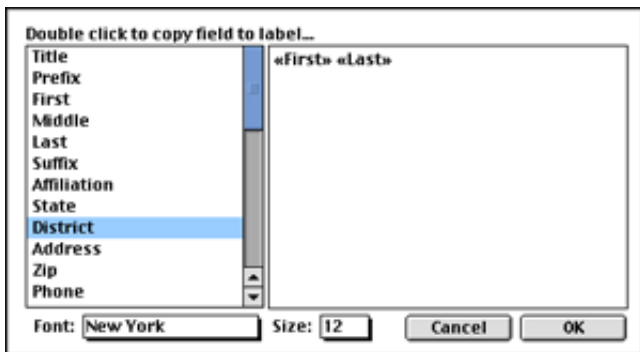 Double click to copy field to label...
Title
Prefix
First
Middle
Last
Suffix
Affiliation
State
District
Address
Zip
Phone
«First» «Last»
Font: New York Size: 12 Cancel OK